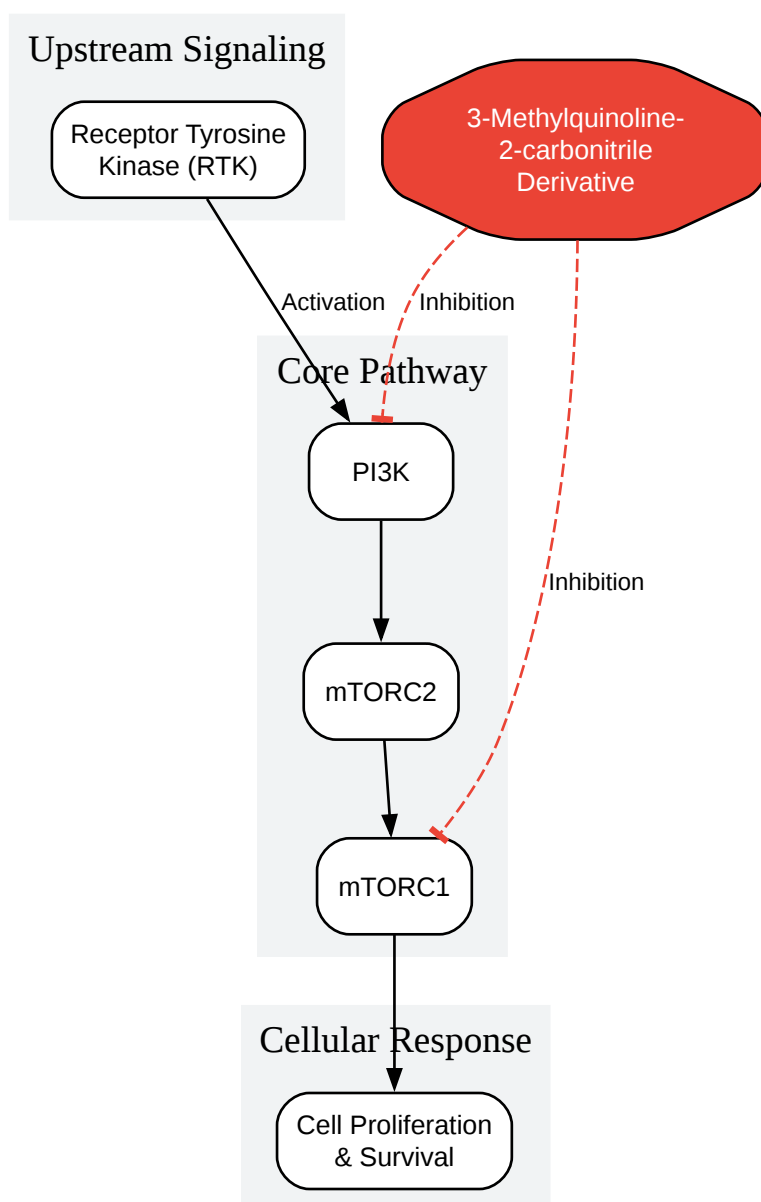 Upstream Signaling
Receptor Tyrosine
Kinase (RTK)
3-Methylquinoline-
2-carbonitrile
Derivative
Activation
Inhibition
Core Pathway
PI3K
Inhibition
mTORC2
mTORC1
Cellular Response
Cell Proliferation
& Survival